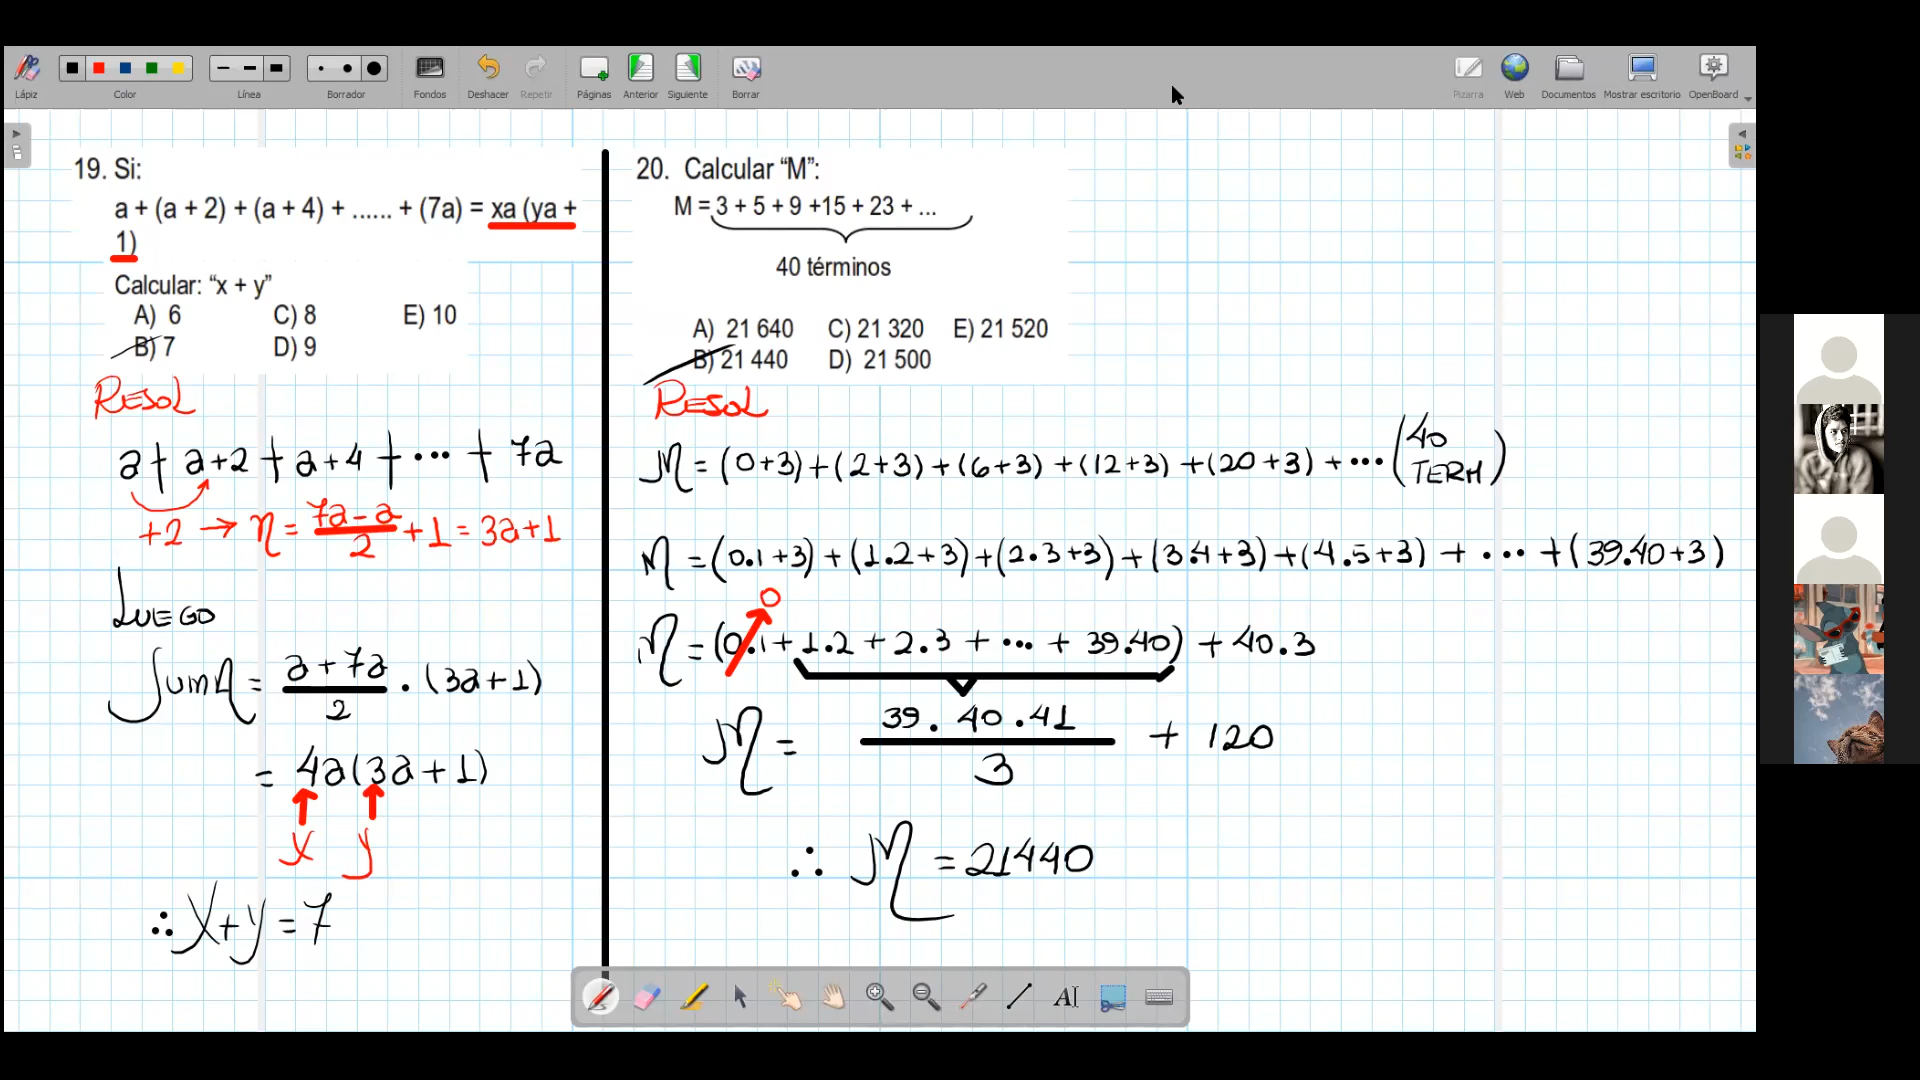 Lápiz Color Línea Borrador Fondos Deshacer Repetir Páginas Anterior Siguiente Borrar Pizarra Web Documentos Mostrar escritorio OpenBoard
19. Si:
a + (a + 2) + (a + 4) + ...... + (7a) = xa (ya +
1)
Calcular: “x + y”
A) 6 C) 8 E) 10
B) 7 D) 9
RESOL
a + a+2 + a+4 + ... + 7a
+2 → n = (7a - a)/2 + 1 = 3a+1
LUEGO
SumA = (a + 7a)/2 . (3a+1)
= 4a(3a+1)
x y
∴ x+y = 7
20. Calcular “M”:
M = 3 + 5 + 9 +15 + 23 + ...
40 términos
A) 21 640 C) 21 320 E) 21 520
B) 21 440 D) 21 500
RESOL
M = (0+3)+(2+3)+(6+3)+(12+3)+(20+3)+... (40 TERM)
M = (0.1+3)+(1.2+3)+(2.3+3)+(3.4+3)+(4.5+3)+ ... +(39.40+3)
0
M = (0.1+1.2+2.3+ ... + 39.40) + 40.3
M = 39.40.41/3 + 120
∴ M = 21440
AI